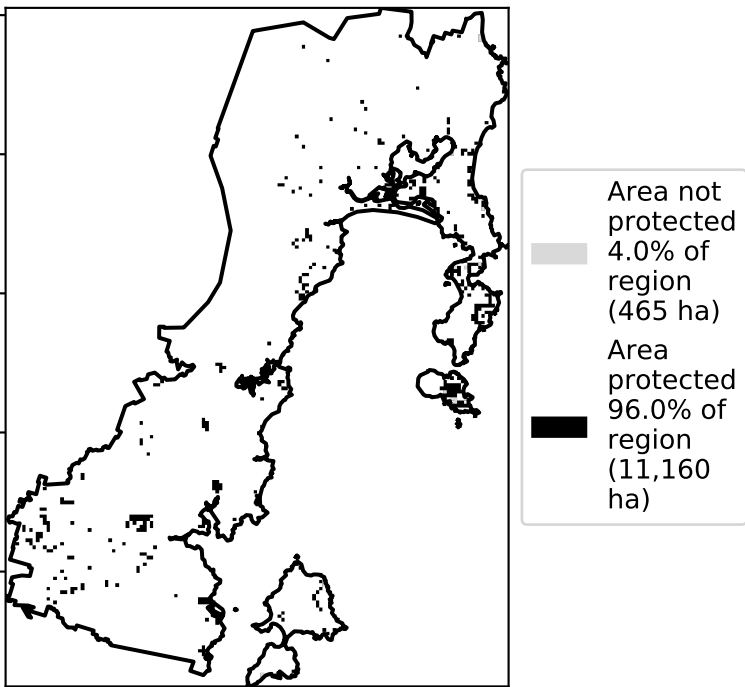 Area not
protected
4.0% of
region
(465 ha)
Area
protected
96.0% of
region
(11,160
ha)